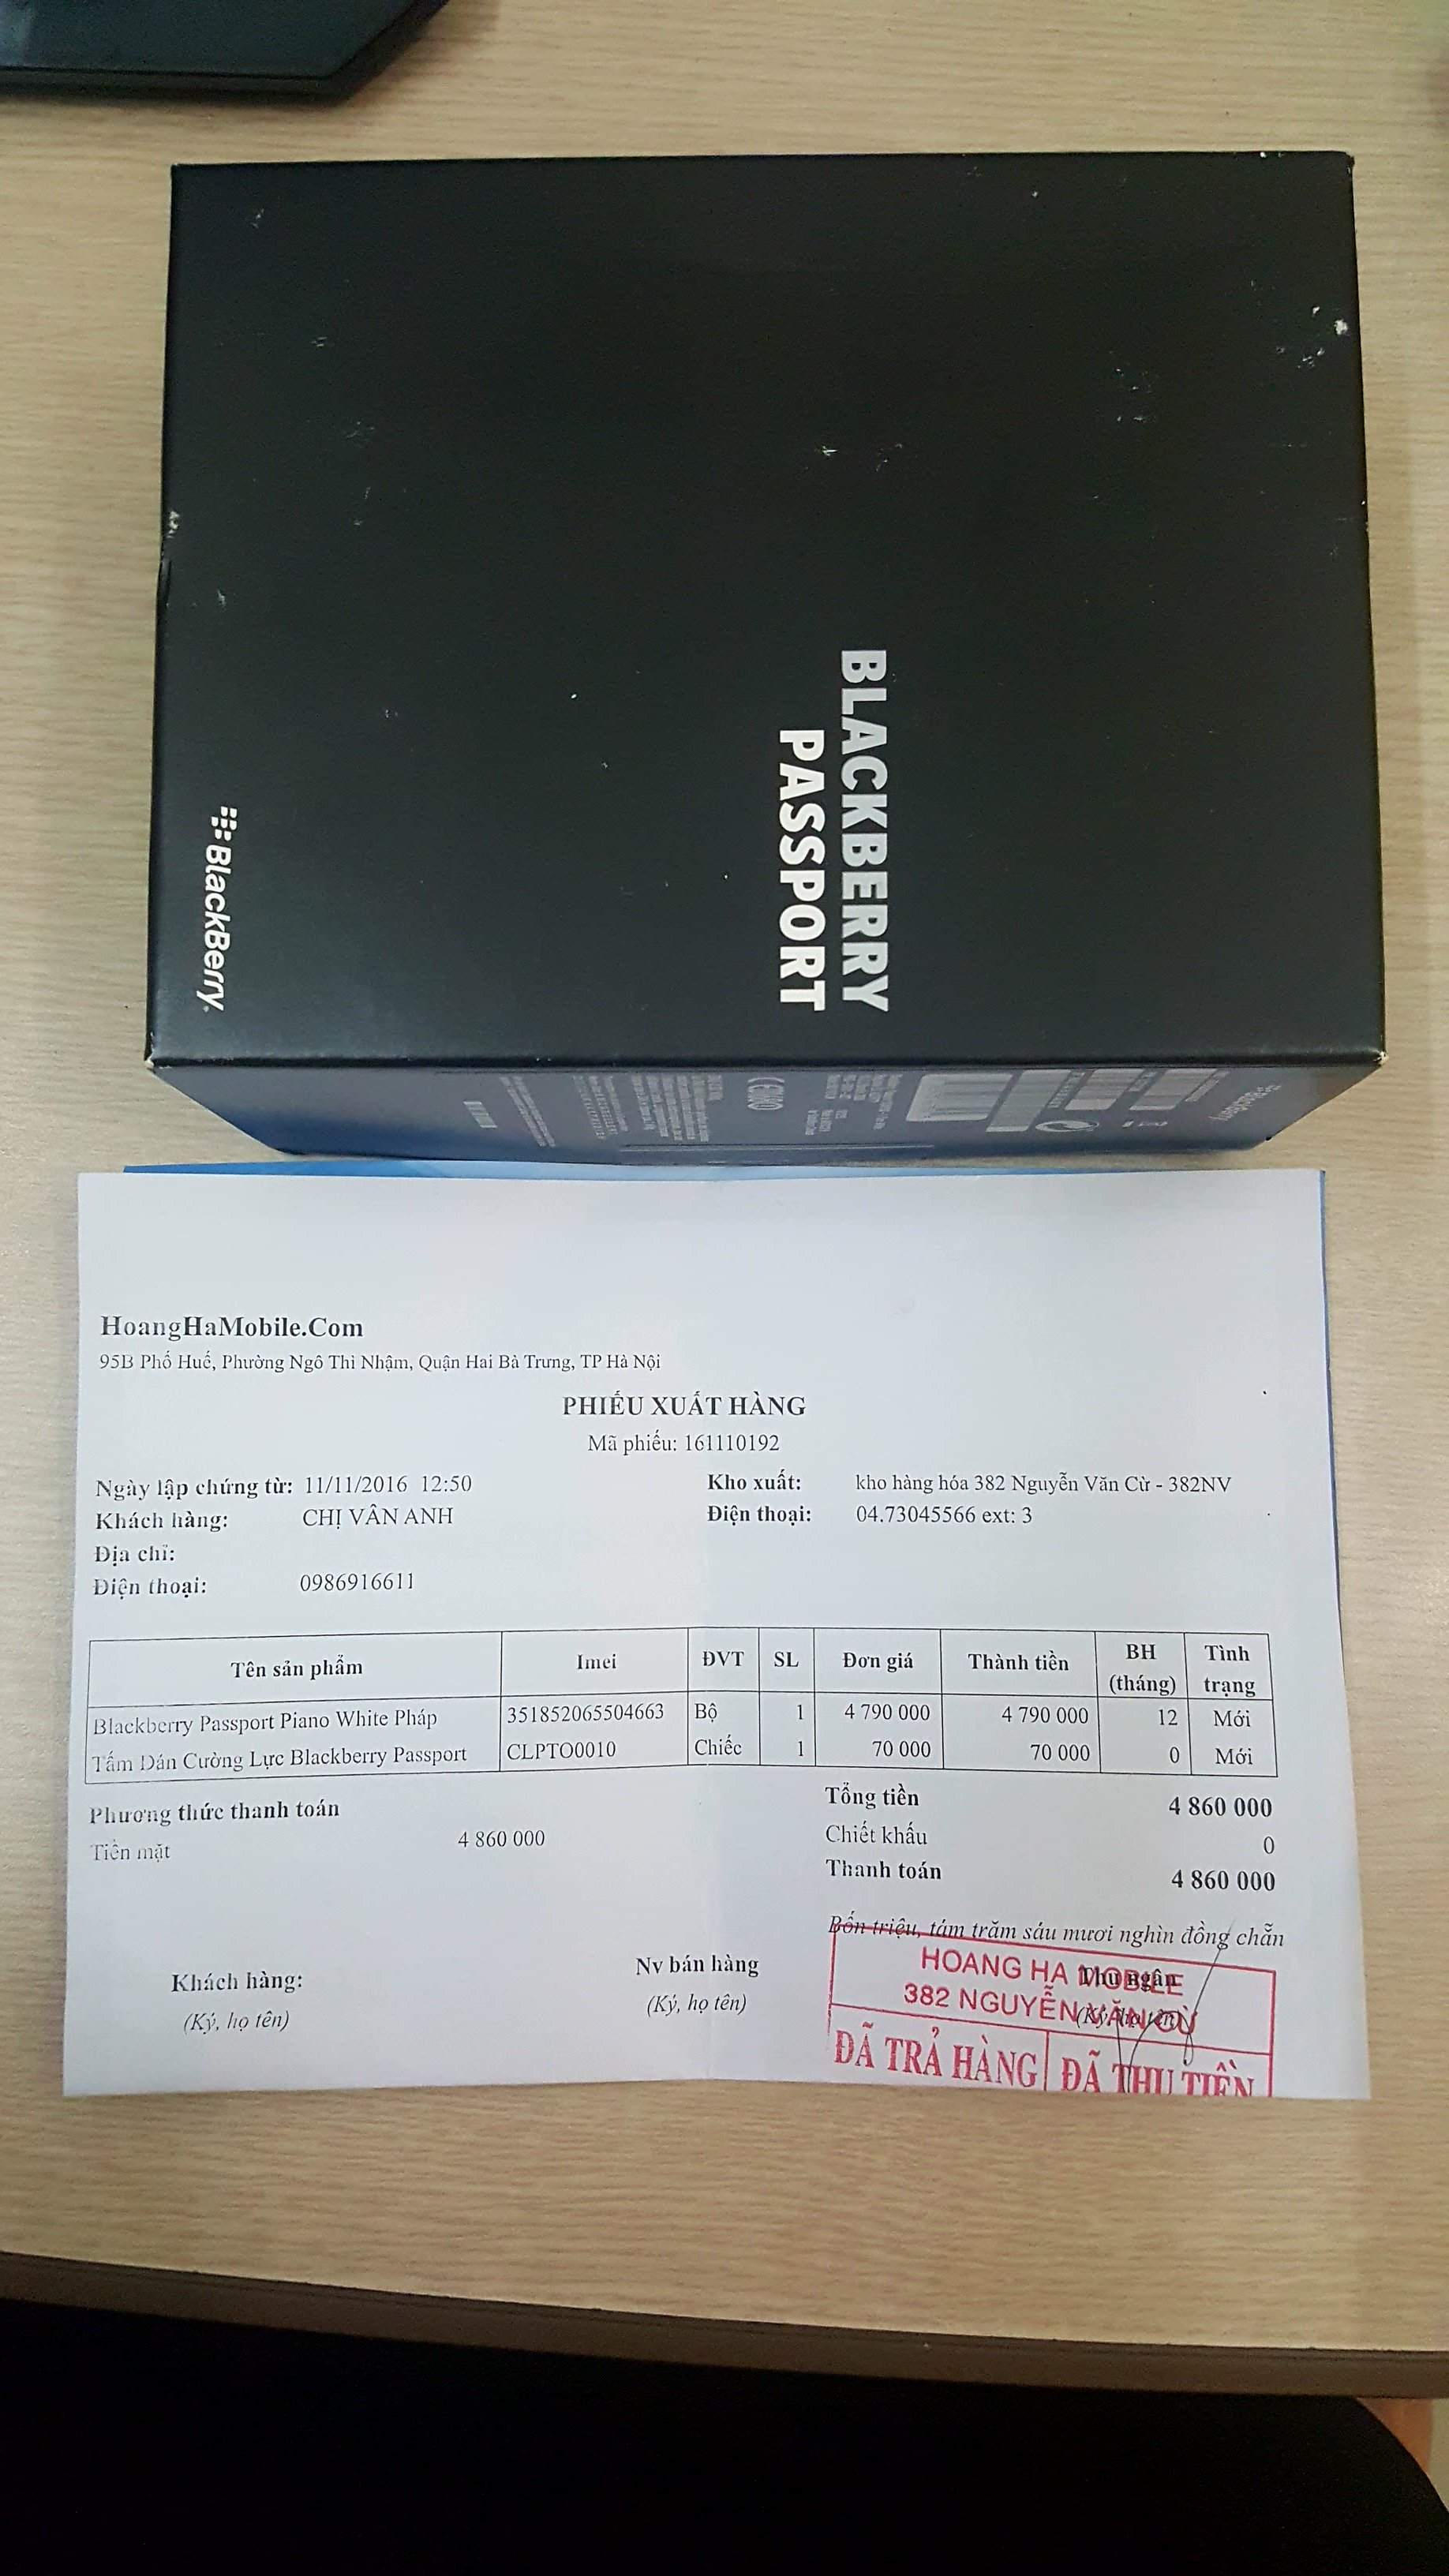 BLACKBERRY
PASSPORT
BlackBerry
HoangHaMobile.Com
95B Phố Huế, Phường Ngô Thì Nhậm, Quận Hai Bà Trưng, TP Hà Nội
PHIẾU XUẤT HÀNG
Mã phiếu: 161110192
Ngày lập chứng từ: 11/11/2016 12:50 Kho xuất: kho hàng hóa 382 Nguyễn Văn Cừ - 382NV
Khách hàng: CHỊ VÂN ANH Điện thoại: 04.73045566 ext: 3
Địa chỉ:
Điện thoại: 0986916611
Tên sản phẩm Imei ĐVT SL Đơn giá Thành tiền BH (tháng) Tình trạng
Blackberry Passport Piano White Pháp 351852065504663 Bộ 1 4 790 000 4 790 000 12 Mới
Tấm Dán Cường Lực Blackberry Passport CLPTO0010 Chiếc 1 70 000 70 000 0 Mới
Phương thức thanh toán Tổng tiền 4 860 000
Tiền mặt 4 860 000 Chiết khấu 0
Thanh toán 4 860 000
Bốn triệu, tám trăm sáu mươi nghìn đồng chẵn
Khách hàng: Nv bán hàng Thu ngân
(Ký, họ tên) (Ký, họ tên) (Ký, họ tên)
HOANG HA MOBILE
382 NGUYỄN VĂN CỪ
ĐÃ TRẢ HÀNG ĐÃ THU TIỀN